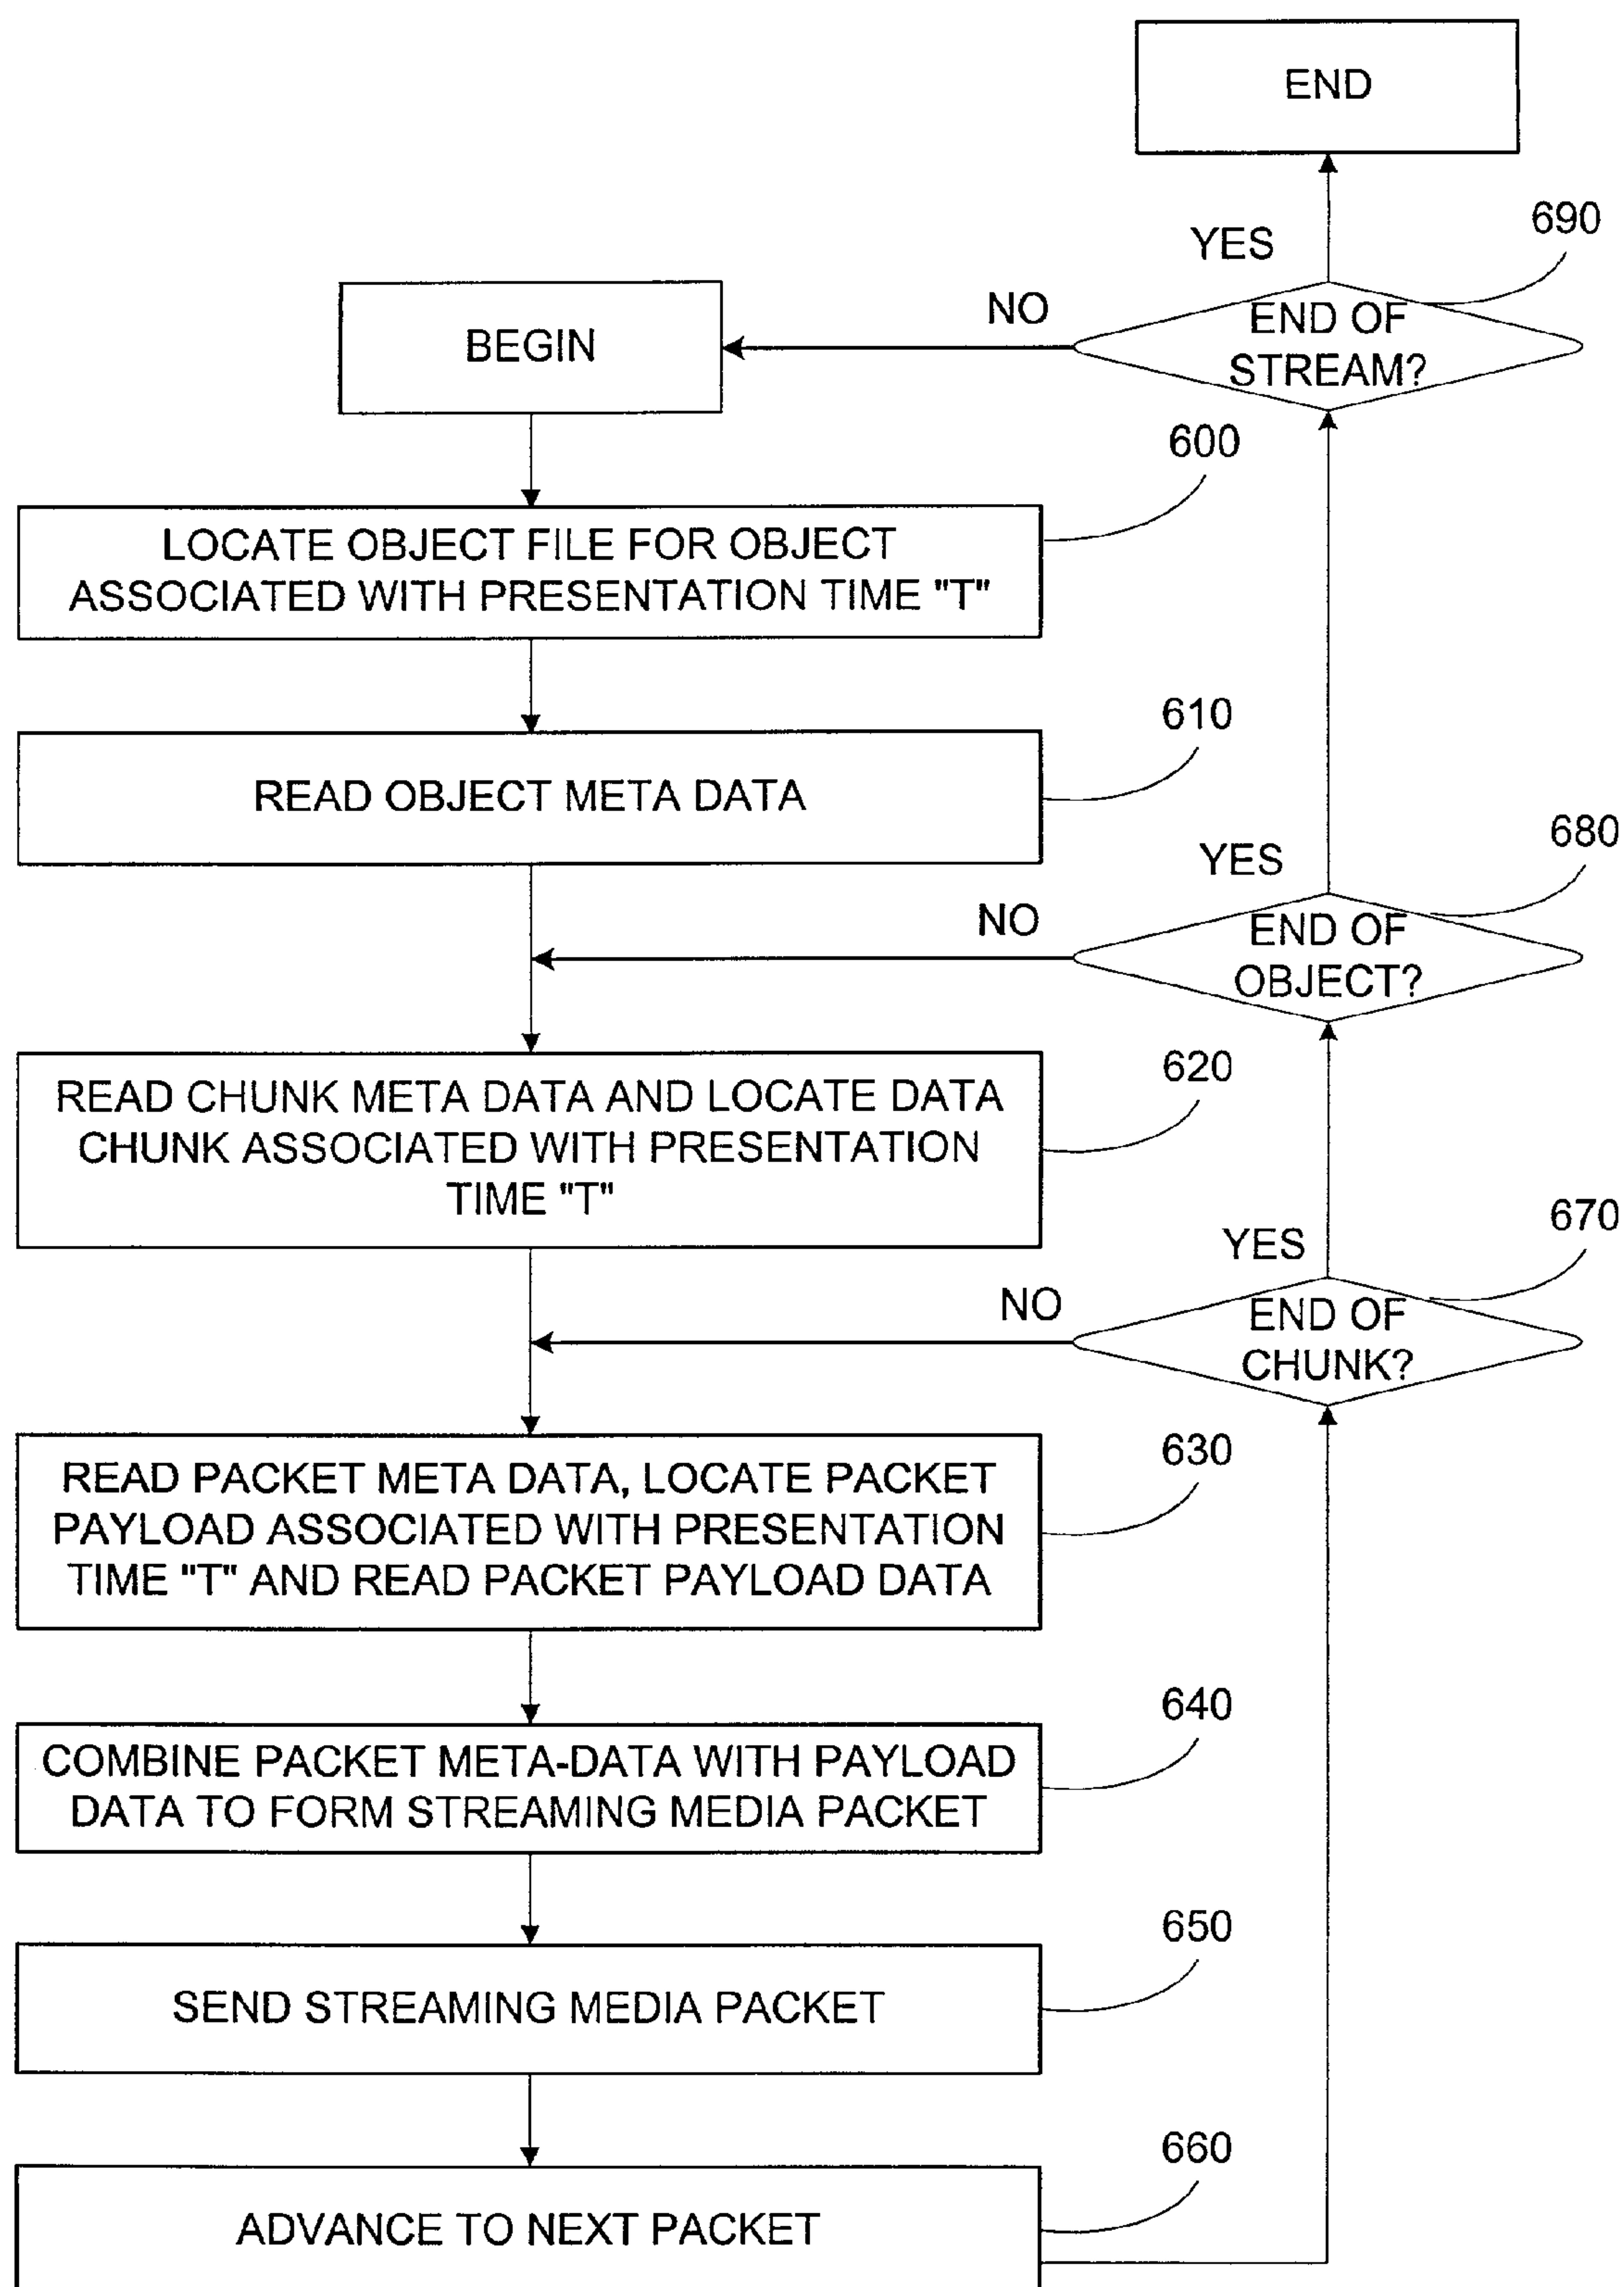 END
690
YES
NO
END OF
STREAM?
BEGIN
600
LOCATE OBJECT FILE FOR OBJECT
ASSOCIATED WITH PRESENTATION TIME "T"
610
READ OBJECT META DATA
680
YES
NO
END OF
OBJECT?
620
READ CHUNK META DATA AND LOCATE DATA
CHUNK ASSOCIATED WITH PRESENTATION
TIME "T"
670
YES
NO
END OF
CHUNK?
630
READ PACKET META DATA, LOCATE PACKET
PAYLOAD ASSOCIATED WITH PRESENTATION
TIME "T" AND READ PACKET PAYLOAD DATA
640
COMBINE PACKET META-DATA WITH PAYLOAD
DATA TO FORM STREAMING MEDIA PACKET
650
SEND STREAMING MEDIA PACKET
660
ADVANCE TO NEXT PACKET